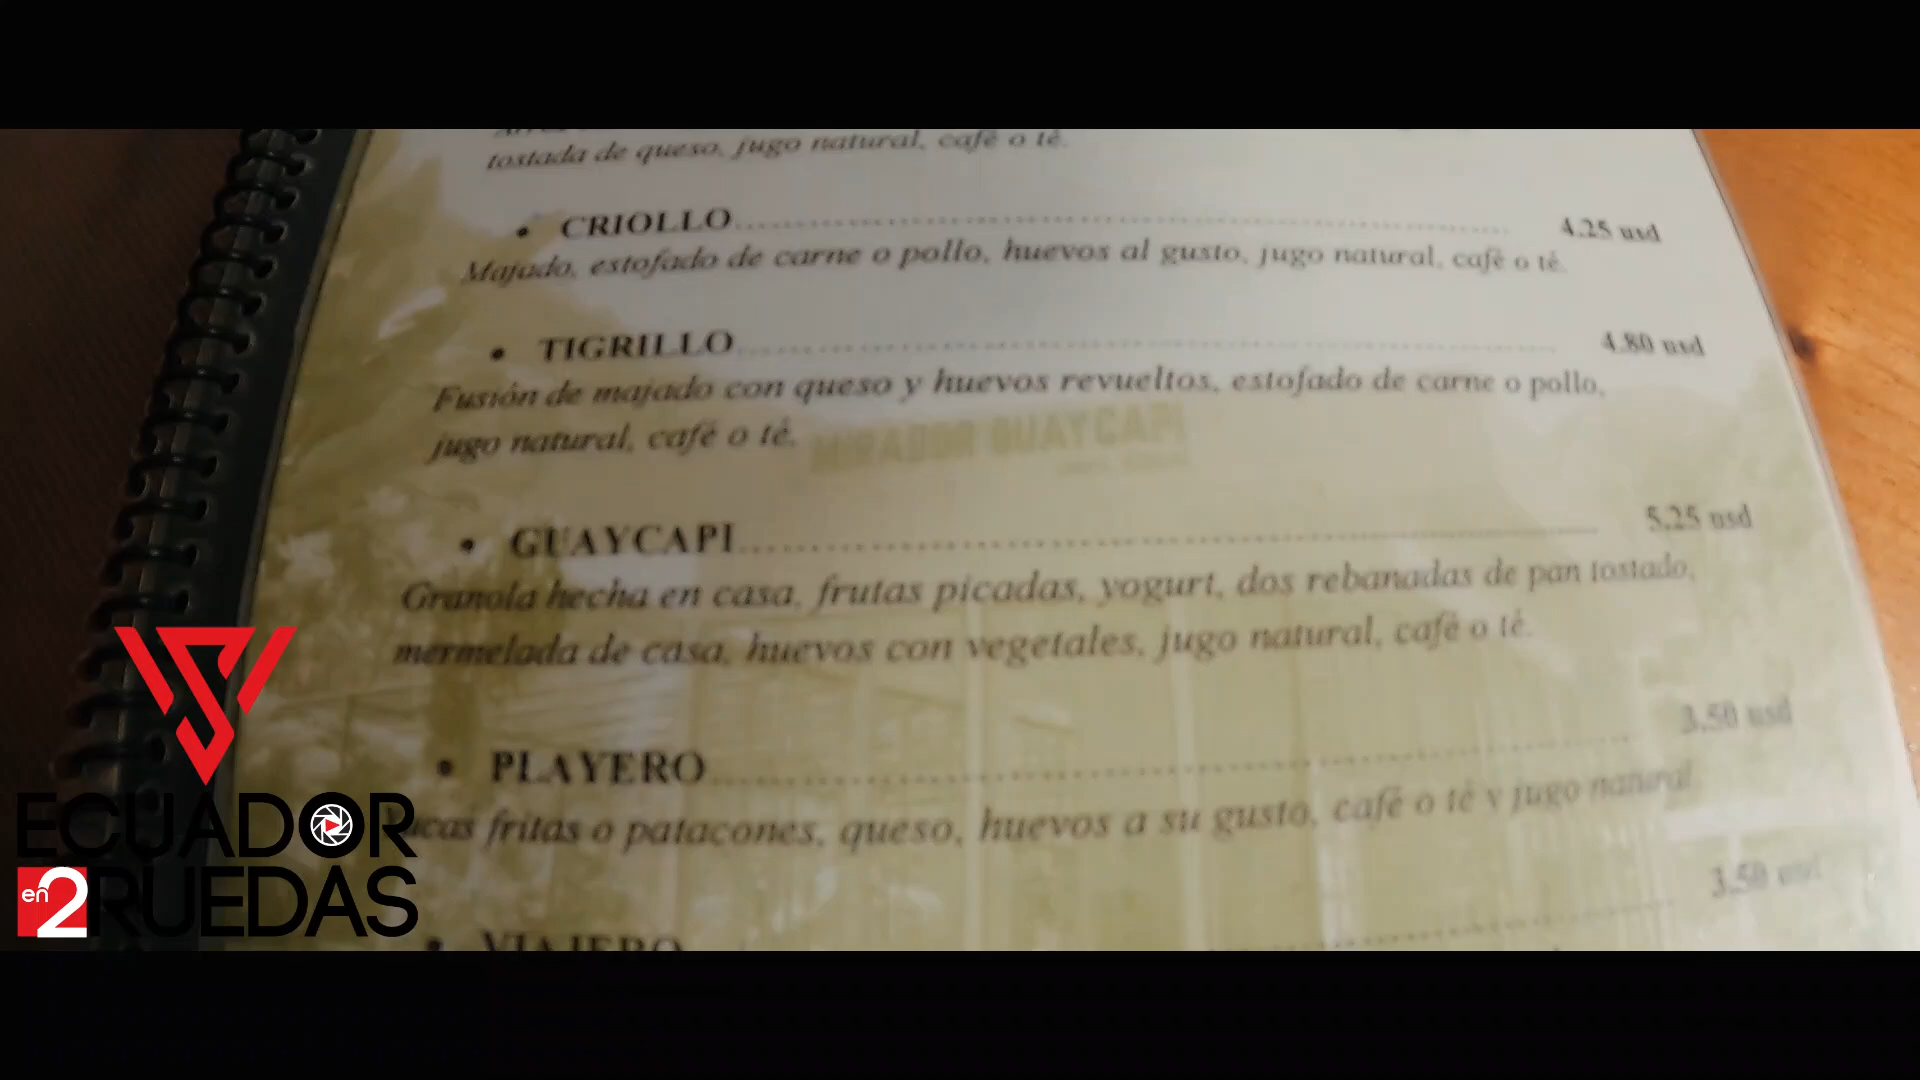 tostada de queso, jugo natural, café o té.
• CRIOLLO 4.25 usd
Majado, estofado de carne o pollo, huevos al gusto, jugo natural, café o té.
• TIGRILLO 4.80 usd
Fusión de majado con queso y huevos revueltos, estofado de carne o pollo,
jugo natural, café o té.
MIRADOR GUAYCAPI
• GUAYCAPI 5.25 usd
Granola hecha en casa, frutas picadas, yogurt, dos rebanadas de pan tostado,
mermelada de casa, huevos con vegetales, jugo natural, café o té.
• PLAYERO 3.50 usd
fritas o patacones, queso, huevos a su gusto, café o té y jugo natural.
• VIAJERO 3.50 usd
ECUADOR
en 2 RUEDAS